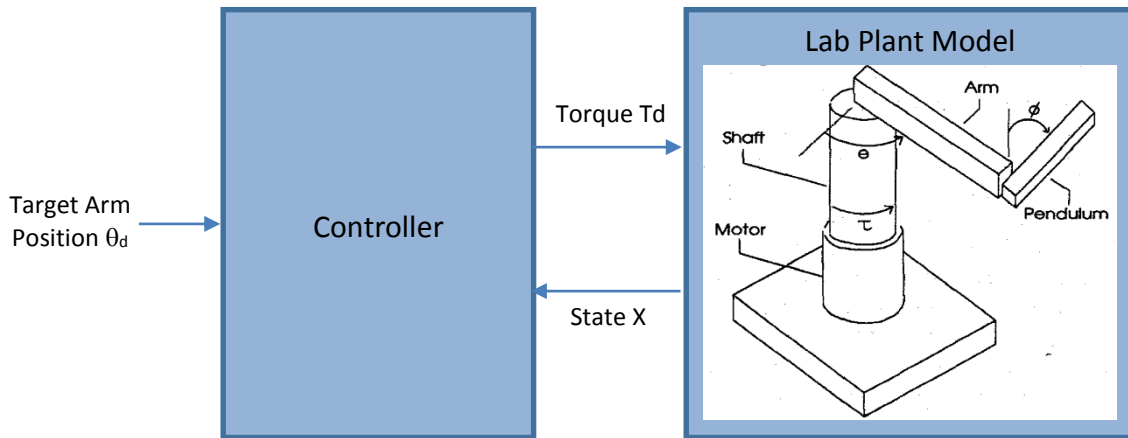 Target Arm
Position θd
Controller
Torque Td
State X
Lab Plant Model
Arm
ϕ
Shaft
θ
Pendulum
τ
Motor